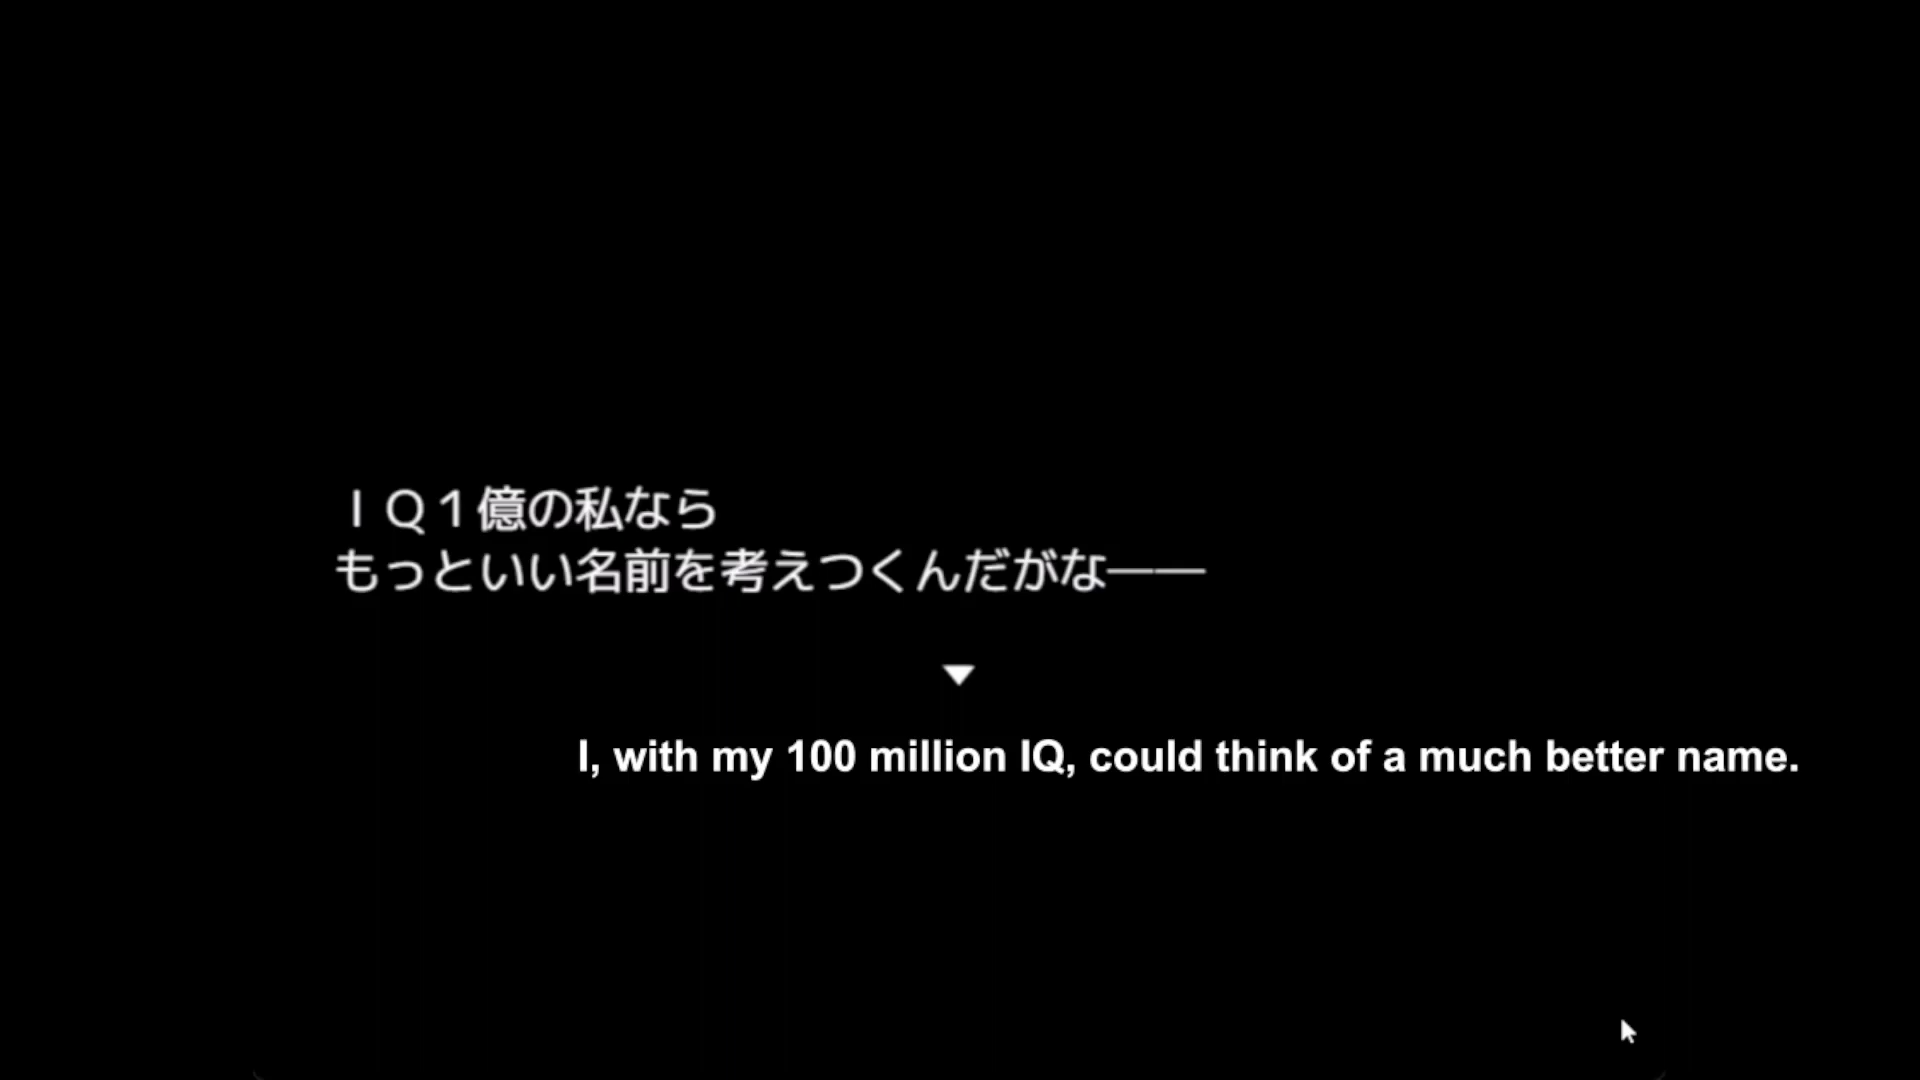 ＩＱ１億の私なら
もっといい名前を考えつくんだがな――
I, with my 100 million IQ, could think of a much better name.